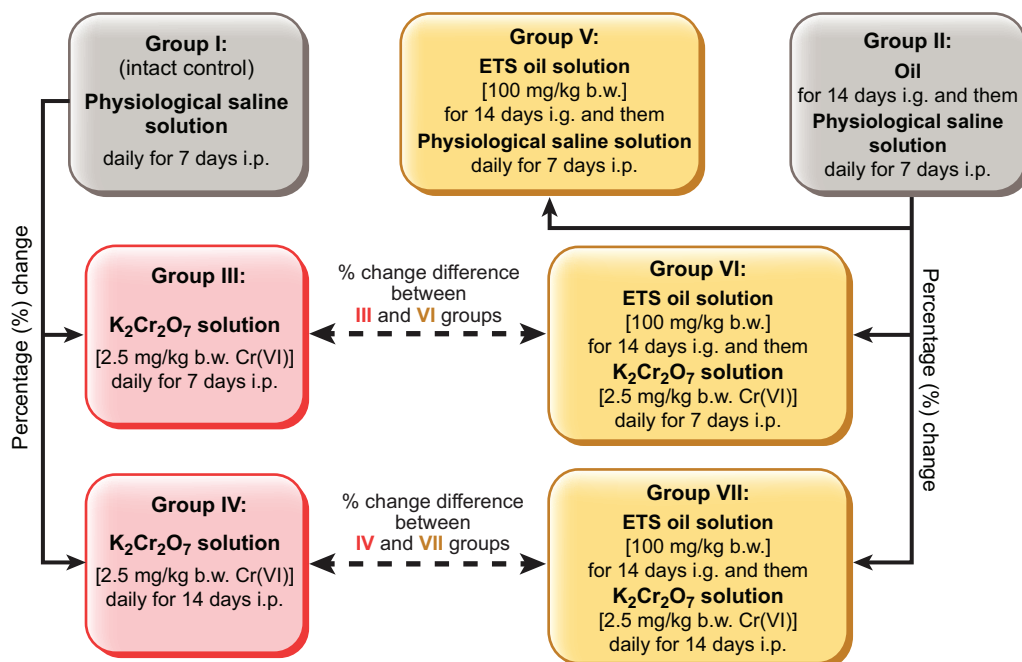 Group I:
(intact control)
Physiological saline
solution
daily for 7 days i.p.
Group V:
ETS oil solution
[100 mg/kg b.w.]
for 14 days i.g. and them
Physiological saline solution
daily for 7 days i.p.
Group II:
Oil
for 14 days i.g. and them
Physiological saline
solution
daily for 7 days i.p.
Percentage (%) change
Group III:
K₂Cr₂O₇ solution
[2.5 mg/kg b.w. Cr(VI)]
daily for 7 days i.p.
% change difference
between
III and VI groups
Group VI:
ETS oil solution
[100 mg/kg b.w.]
for 14 days i.g. and them
K₂Cr₂O₇ solution
[2.5 mg/kg b.w. Cr(VI)]
daily for 7 days i.p.
Percentage (%) change
Group IV:
K₂Cr₂O₇ solution
[2.5 mg/kg b.w. Cr(VI)]
daily for 14 days i.p.
% change difference
between
IV and VII groups
Group VII:
ETS oil solution
[100 mg/kg b.w.]
for 14 days i.g. and them
K₂Cr₂O₇ solution
[2.5 mg/kg b.w. Cr(VI)]
daily for 14 days i.p.